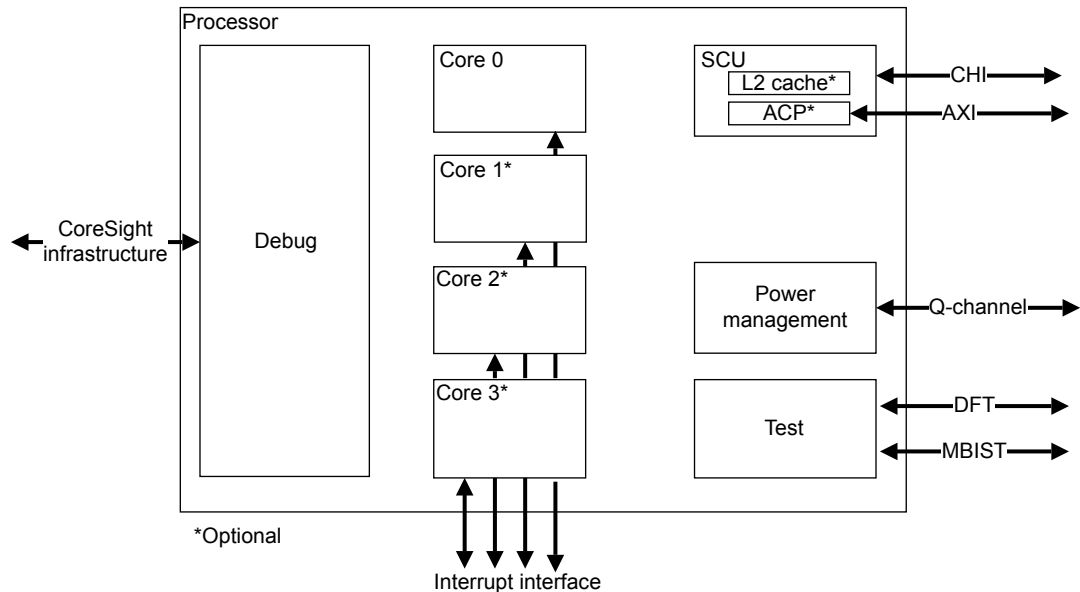 Processor
Core 0
SCU
L2 cache*
CHI
ACP*
AXI
Core 1*
CoreSight
infrastructure
Debug
Core 2*
Power
management
Q-channel
Core 3*
Test
DFT
MBIST
*Optional
Interrupt interface